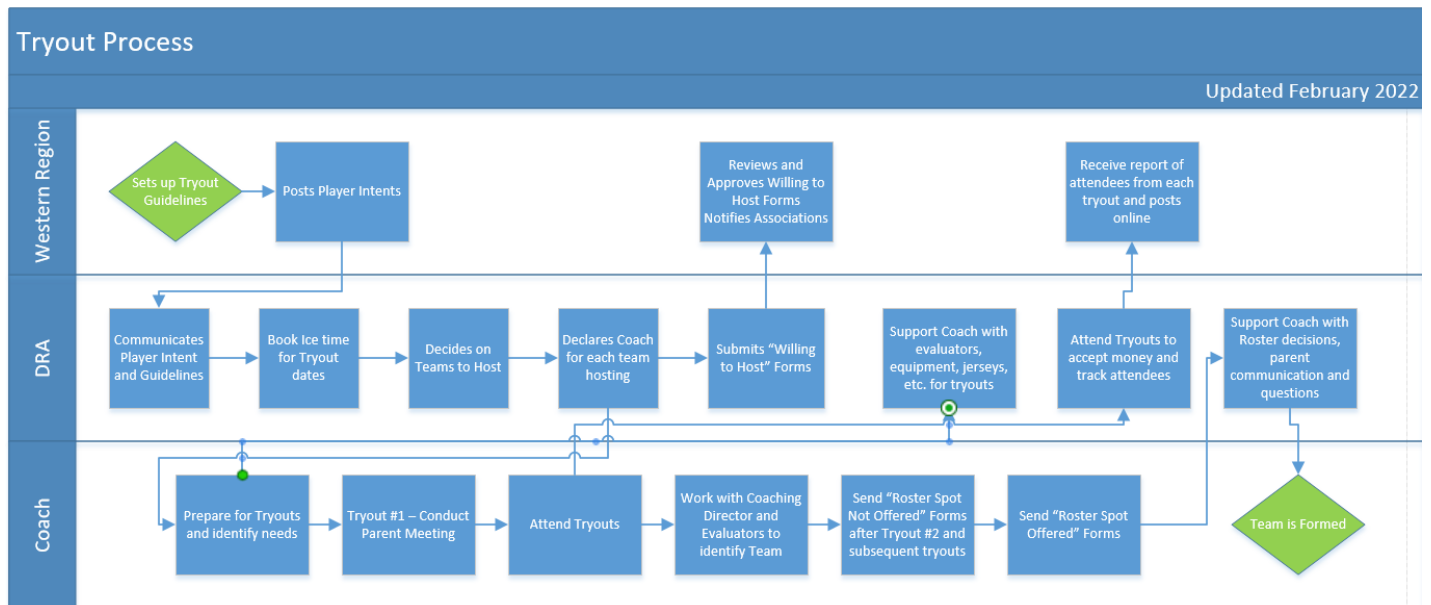 Tryout Process
Updated February 2022
Western Region
Sets up Tryout
Guidelines
Posts Player Intents
Reviews and
Approves Willing to
Host Forms
Notifies Associations
Receive report of
attendees from each
tryout and posts
online
DRA
Communicates
Player Intent
and Guidelines
Book Ice time
for Tryout
dates
Decides on
Teams to Host
Declares Coach
for each team
hosting
Submits “Willing
to Host” Forms
Support Coach with
evaluators,
equipment, jerseys,
etc. for tryouts
Attend Tryouts to
accept money and
track attendees
Support Coach with
Roster decisions,
parent
communication and
questions
Coach
Prepare for Tryouts
and identify needs
Tryout #1 – Conduct
Parent Meeting
Attend Tryouts
Work with Coaching
Director and
Evaluators to
identify Team
Send “Roster Spot
Not Offered” Forms
after Tryout #2 and
subsequent tryouts
Send “Roster Spot
Offered” Forms
Team is Formed